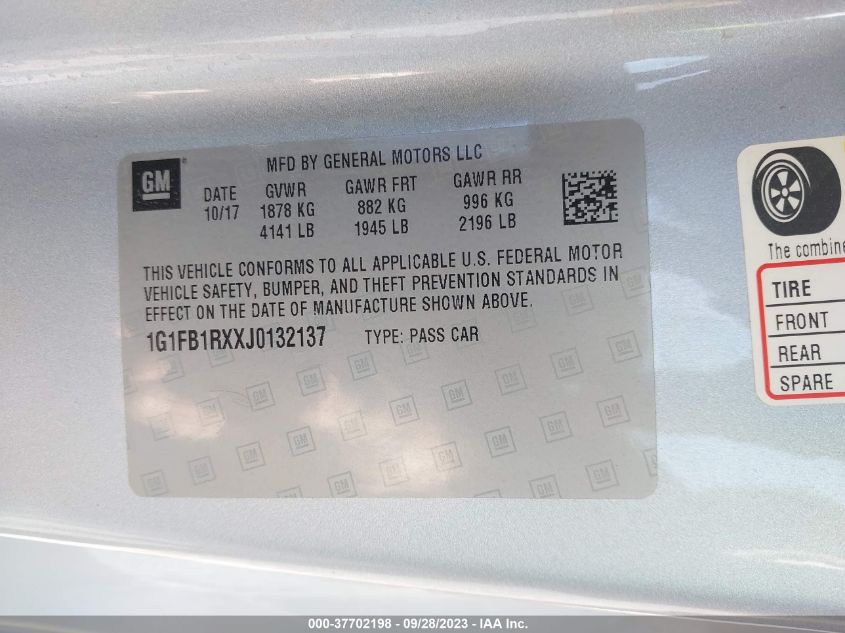 GM
MFD BY GENERAL MOTORS LLC
DATE GVWR GAWR FRT GAWR RR
10/17 1878 KG 882 KG 996 KG
4141 LB 1945 LB 2196 LB
THIS VEHICLE CONFORMS TO ALL APPLICABLE U.S. FEDERAL MOTOR
VEHICLE SAFETY, BUMPER, AND THEFT PREVENTION STANDARDS IN
EFFECT ON THE DATE OF MANUFACTURE SHOWN ABOVE.
1G1FB1RXXJ0132137 TYPE: PASS CAR
The combine
TIRE
FRONT
REAR
SPARE
000-37702198 - 09/28/2023 - IAA Inc.